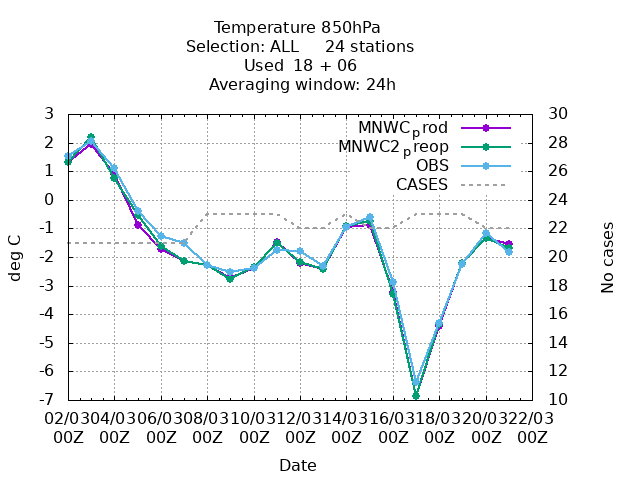 Temperature 850hPa
Selection: ALL 24 stations
Used 18 + 06
Averaging window: 24h
MNWC_prod
MNWC2_preop
OBS
CASES
3
2
1
0
-1
-2
-3
-4
-5
-6
-7
deg C
30
28
26
24
22
20
18
16
14
12
10
No cases
02/03 04/03 06/03 08/03 10/03 12/03 14/03 16/03 18/03 20/03 22/03
00Z 00Z 00Z 00Z 00Z 00Z 00Z 00Z 00Z 00Z 00Z
Date